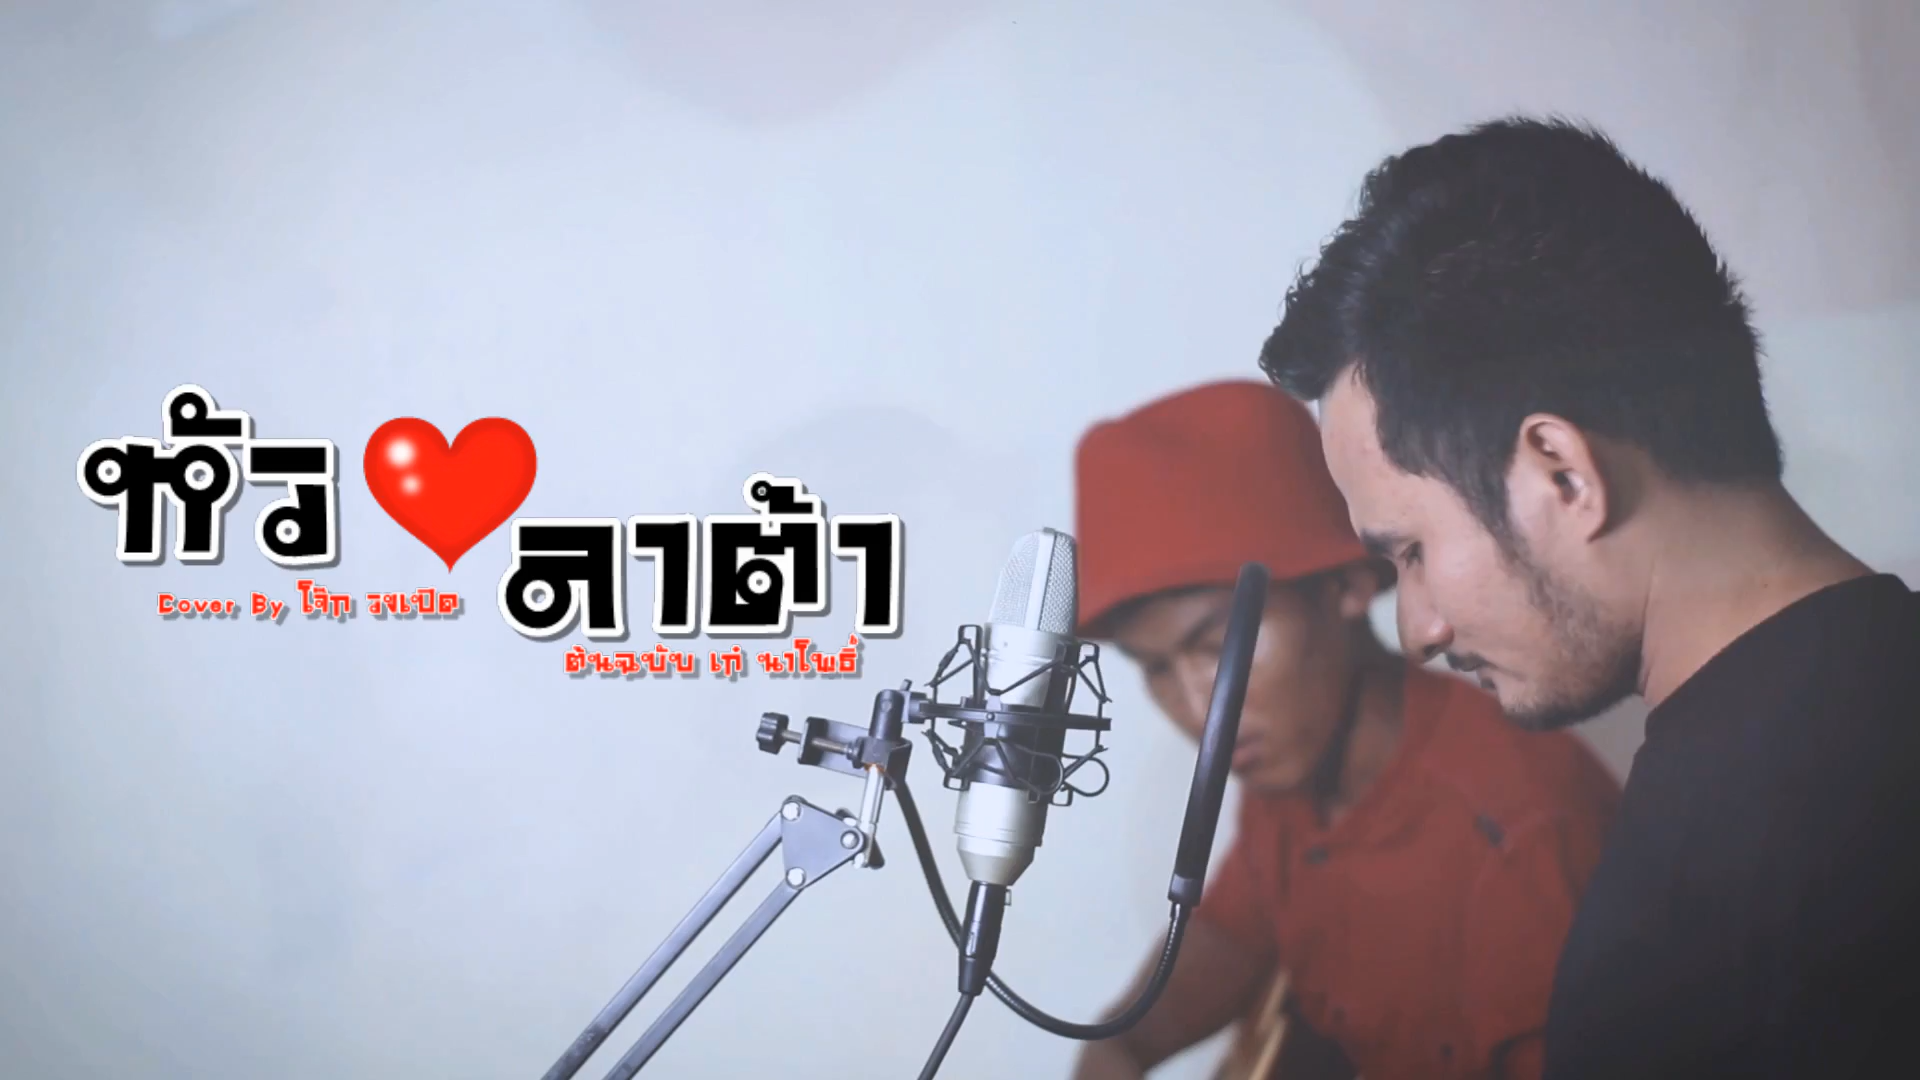 หัว ลาต้า
Cover By โจ๊ก วงเปิด
ต้นฉบับ เก๋ นาโพธิ์